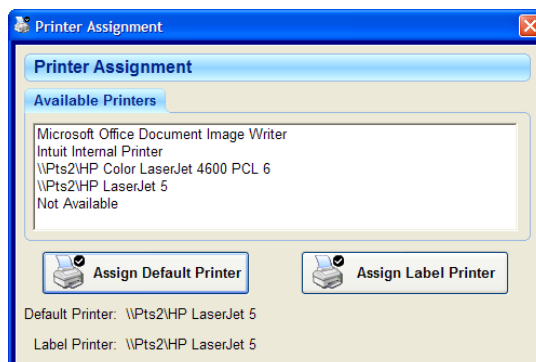 Printer Assignment
Printer Assignment
Available Printers
Microsoft Office Document Image Writer
Intuit Internal Printer
\\Pts2\HP Color LaserJet 4600 PCL 6
\\Pts2\HP LaserJet 5
Not Available
Assign Default Printer
Assign Label Printer
Default Printer: \\Pts2\HP LaserJet 5
Label Printer: \\Pts2\HP LaserJet 5